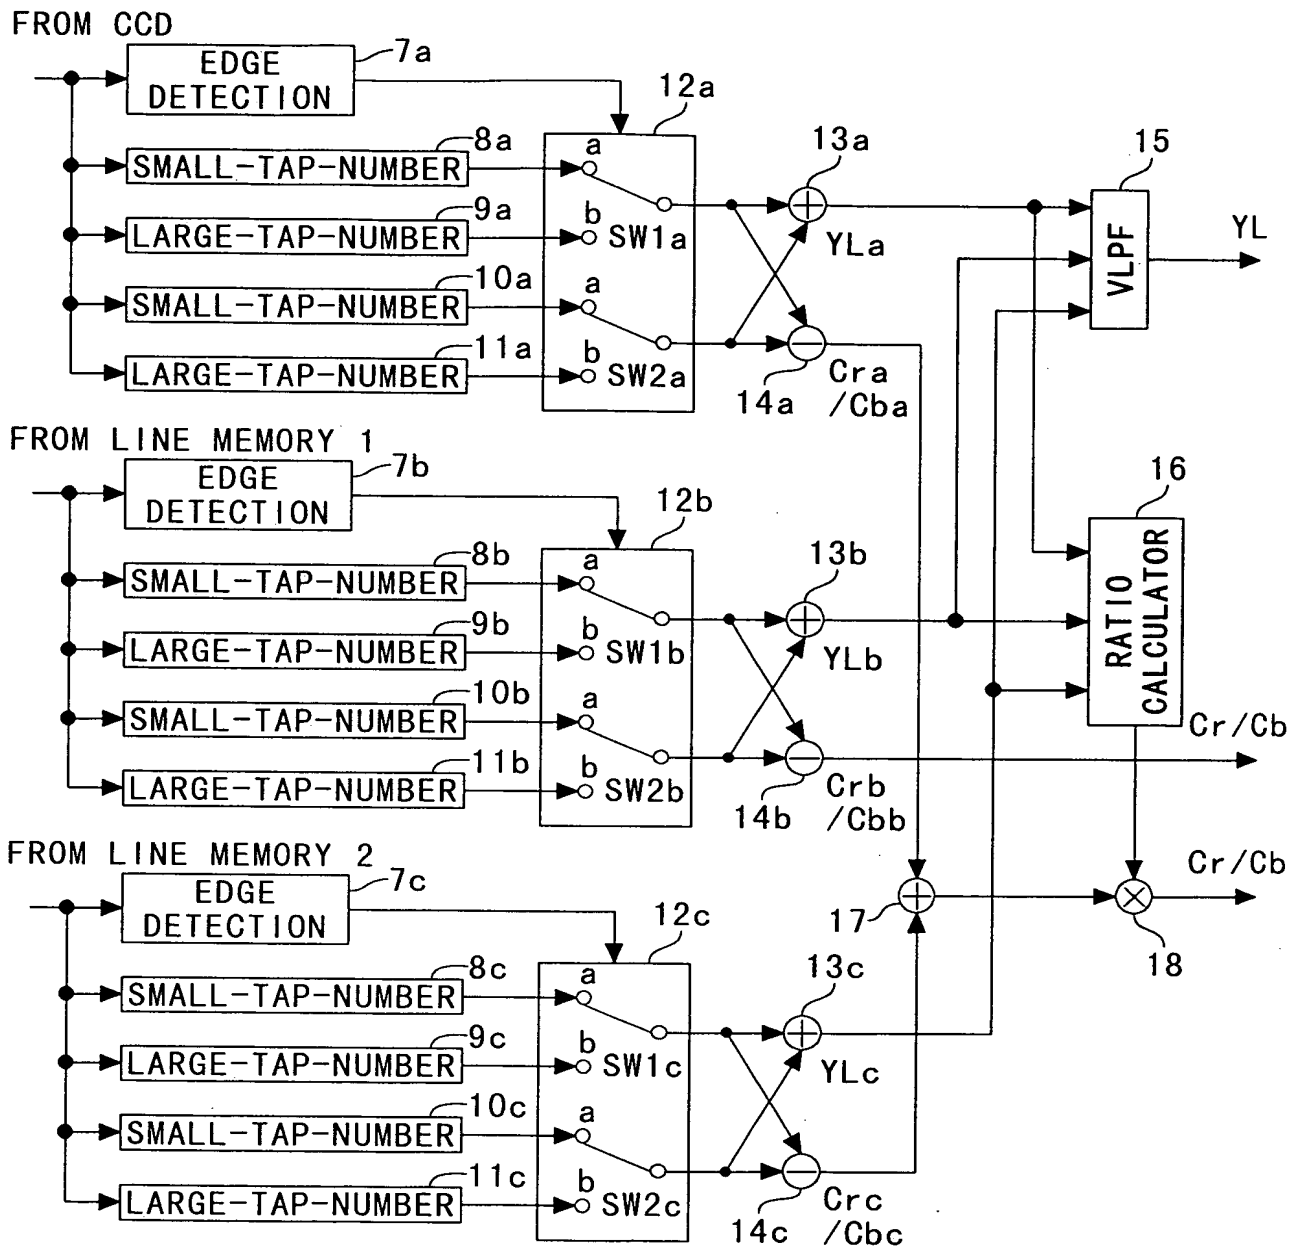 FROM CCD
EDGE
DETECTION
7a
12a
8a
SMALL-TAP-NUMBER
a
13a
15
9a
LARGE-TAP-NUMBER
b
SW1a
YLa
VLPF
YL
10a
SMALL-TAP-NUMBER
a
11a
LARGE-TAP-NUMBER
b
SW2a
14a
Cra
/Cba
FROM LINE MEMORY 1
EDGE
DETECTION
7b
12b
16
8b
SMALL-TAP-NUMBER
a
13b
RATIO
CALCULATOR
9b
LARGE-TAP-NUMBER
b
SW1b
YLb
10b
SMALL-TAP-NUMBER
a
Cr/Cb
11b
LARGE-TAP-NUMBER
b
SW2b
14b
Crb
/Cbb
FROM LINE MEMORY 2
EDGE
DETECTION
7c
12c
17
18
Cr/Cb
8c
SMALL-TAP-NUMBER
a
13c
9c
LARGE-TAP-NUMBER
b
SW1c
YLc
10c
SMALL-TAP-NUMBER
a
11c
LARGE-TAP-NUMBER
b
SW2c
14c
Crc
/Cbc